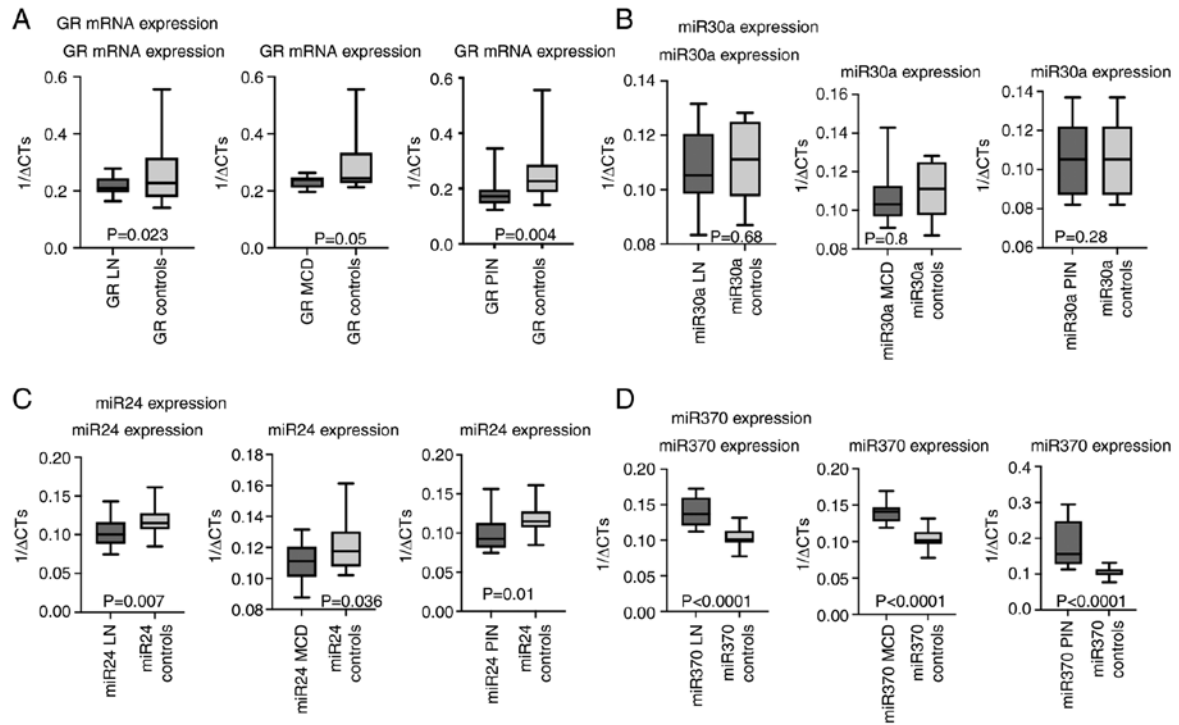 A
GR mRNA expression
GR mRNA expression
1/ΔCTs
0.6
0.4
0.2
0.0
P=0.023
GR LN
GR controls
GR mRNA expression
1/ΔCTs
0.6
0.4
0.2
0.0
P=0.05
GR MCD
GR controls
GR mRNA expression
1/ΔCTs
0.6
0.4
0.2
0.0
P=0.004
GR PIN
GR controls
B
miR30a expression
miR30a expression
1/ΔCTs
0.14
0.12
0.10
0.08
P=0.68
miR30a LN
miR30a
controls
miR30a expression
1/ΔCTs
0.16
0.14
0.12
0.10
0.08
P=0.8
miR30a MCD
miR30a
controls
miR30a expression
1/ΔCTs
0.14
0.12
0.10
0.08
0.06
P=0.28
miR30a PIN
miR30a
controls
C
miR24 expression
miR24 expression
1/ΔCTs
0.20
0.15
0.10
0.05
0.00
P=0.007
miR24 LN
miR24
controls
miR24 expression
1/ΔCTs
0.18
0.16
0.14
0.12
0.10
0.08
P=0.036
miR24 MCD
miR24
controls
miR24 expression
1/ΔCTs
0.20
0.15
0.10
0.05
0.00
P=0.01
miR24 PIN
miR24
controls
D
miR370 expression
miR370 expression
1/ΔCTs
0.20
0.15
0.10
0.05
0.00
P<0.0001
miR370 LN
miR370
controls
miR370 expression
1/ΔCTs
0.20
0.15
0.10
0.05
0.00
P<0.0001
miR370 MCD
miR370
controls
miR370 expression
1/ΔCTs
0.4
0.3
0.2
0.1
0.0
P<0.0001
miR370 PIN
miR370
controls